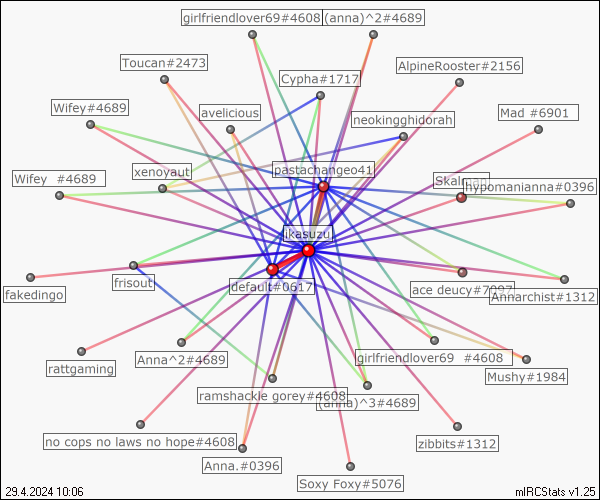 girlfriendlover69#4608
(anna)^2#4689
Toucan#2473
AlpineRooster#2156
Cypha#1717
Wifey#4689
avelicious
neokingghidorah
Mad #6901
xenoyaut
pastachangeo41
Wifey #4689
hypomanianna#0396
ikasuzu
default#0617
fakedingo
frisout
ace deucy#7097
Annarchist#1312
Anna^2#4689
girlfriendlover69 #4608
rattgaming
Mushy#1984
ramshackle gorey#4608
(anna)^3#4689
no cops no laws no hope#4608
zibbits#1312
Anna.#0396
Soxy Foxy#5076
29.4.2024 10:06
mIRCStats v1.25